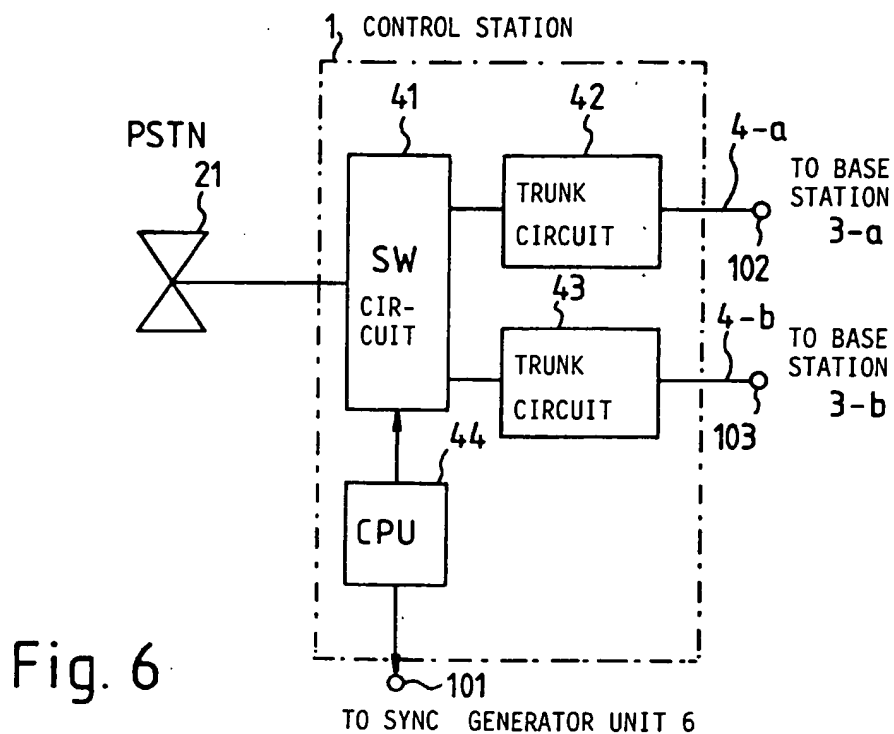 1 CONTROL STATION
PSTN
21
41
SW
CIR-
CUIT
42
TRUNK
CIRCUIT
4-a
TO BASE
STATION
3-a
102
43
TRUNK
CIRCUIT
4-b
TO BASE
STATION
3-b
103
44
CPU
101
TO SYNC GENERATOR UNIT 6
Fig. 6